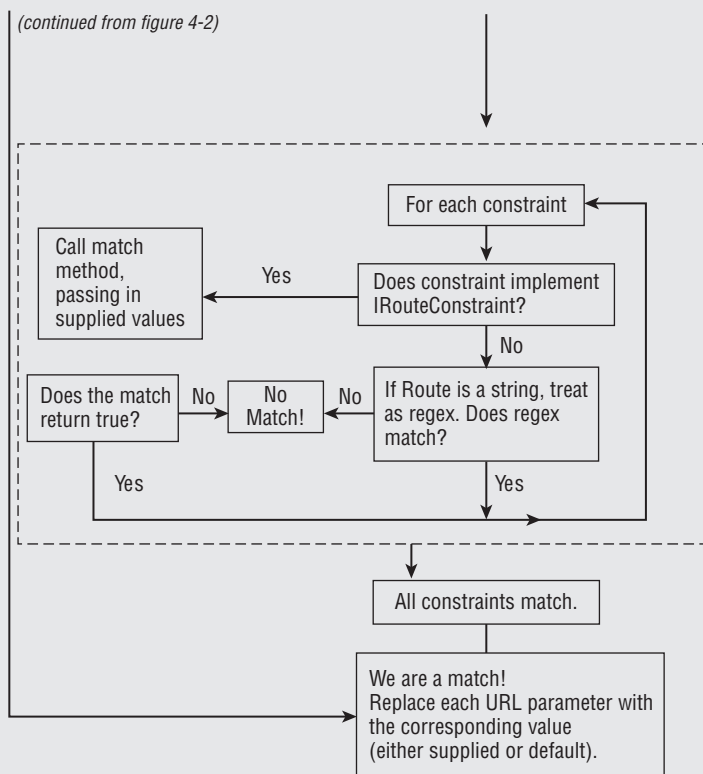 (continued from figure 4-2)
For each constraint
Call match
method,
passing in
supplied values
Yes
Does constraint implement
IRouteConstraint?
No
Does the match
return true?
No
No
Match!
No
If Route is a string, treat
as regex. Does regex
match?
Yes
Yes
All constraints match.
We are a match!
Replace each URL parameter with
the corresponding value
(either supplied or default).